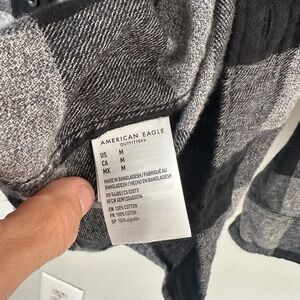 AMERICAN EAGLE
OUTFITTERS
US M
CA M
MX M
MADE IN BANGLADESH/FABRIQUÉ AU
BANGLADESH/HECHO EN BANGLADESH
EN 100% COTTON
FR 100% COTON
SP 100% algodón